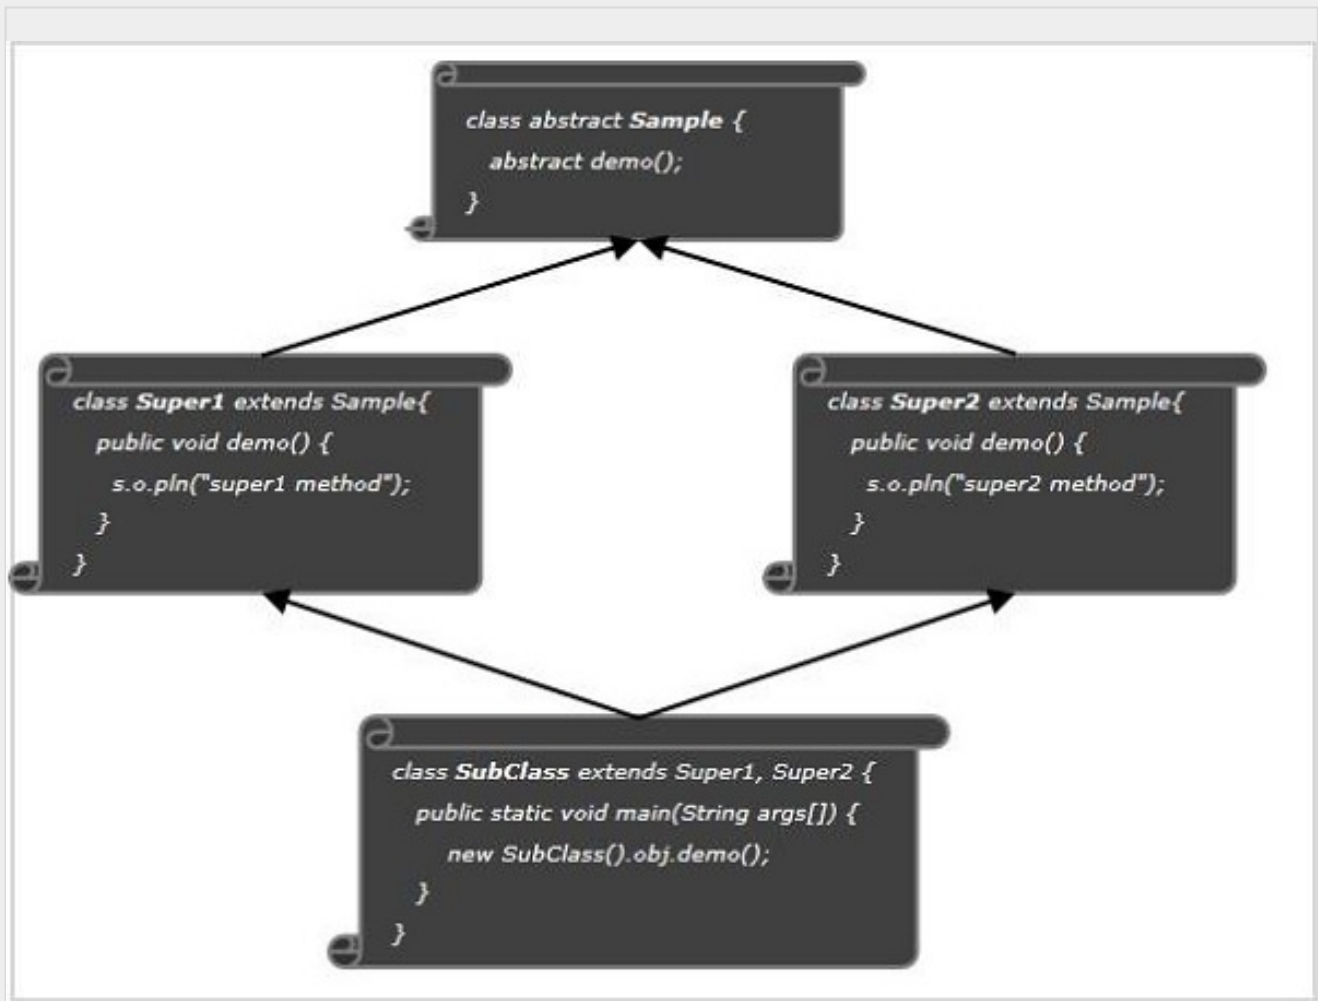 class abstract Sample {
abstract demo();
}
class Super1 extends Sample{
public void demo() {
s.o.pln("super1 method");
}
}
class Super2 extends Sample{
public void demo() {
s.o.pln("super2 method");
}
}
class SubClass extends Super1, Super2 {
public static void main(String args[]) {
new SubClass().obj.demo();
}
}